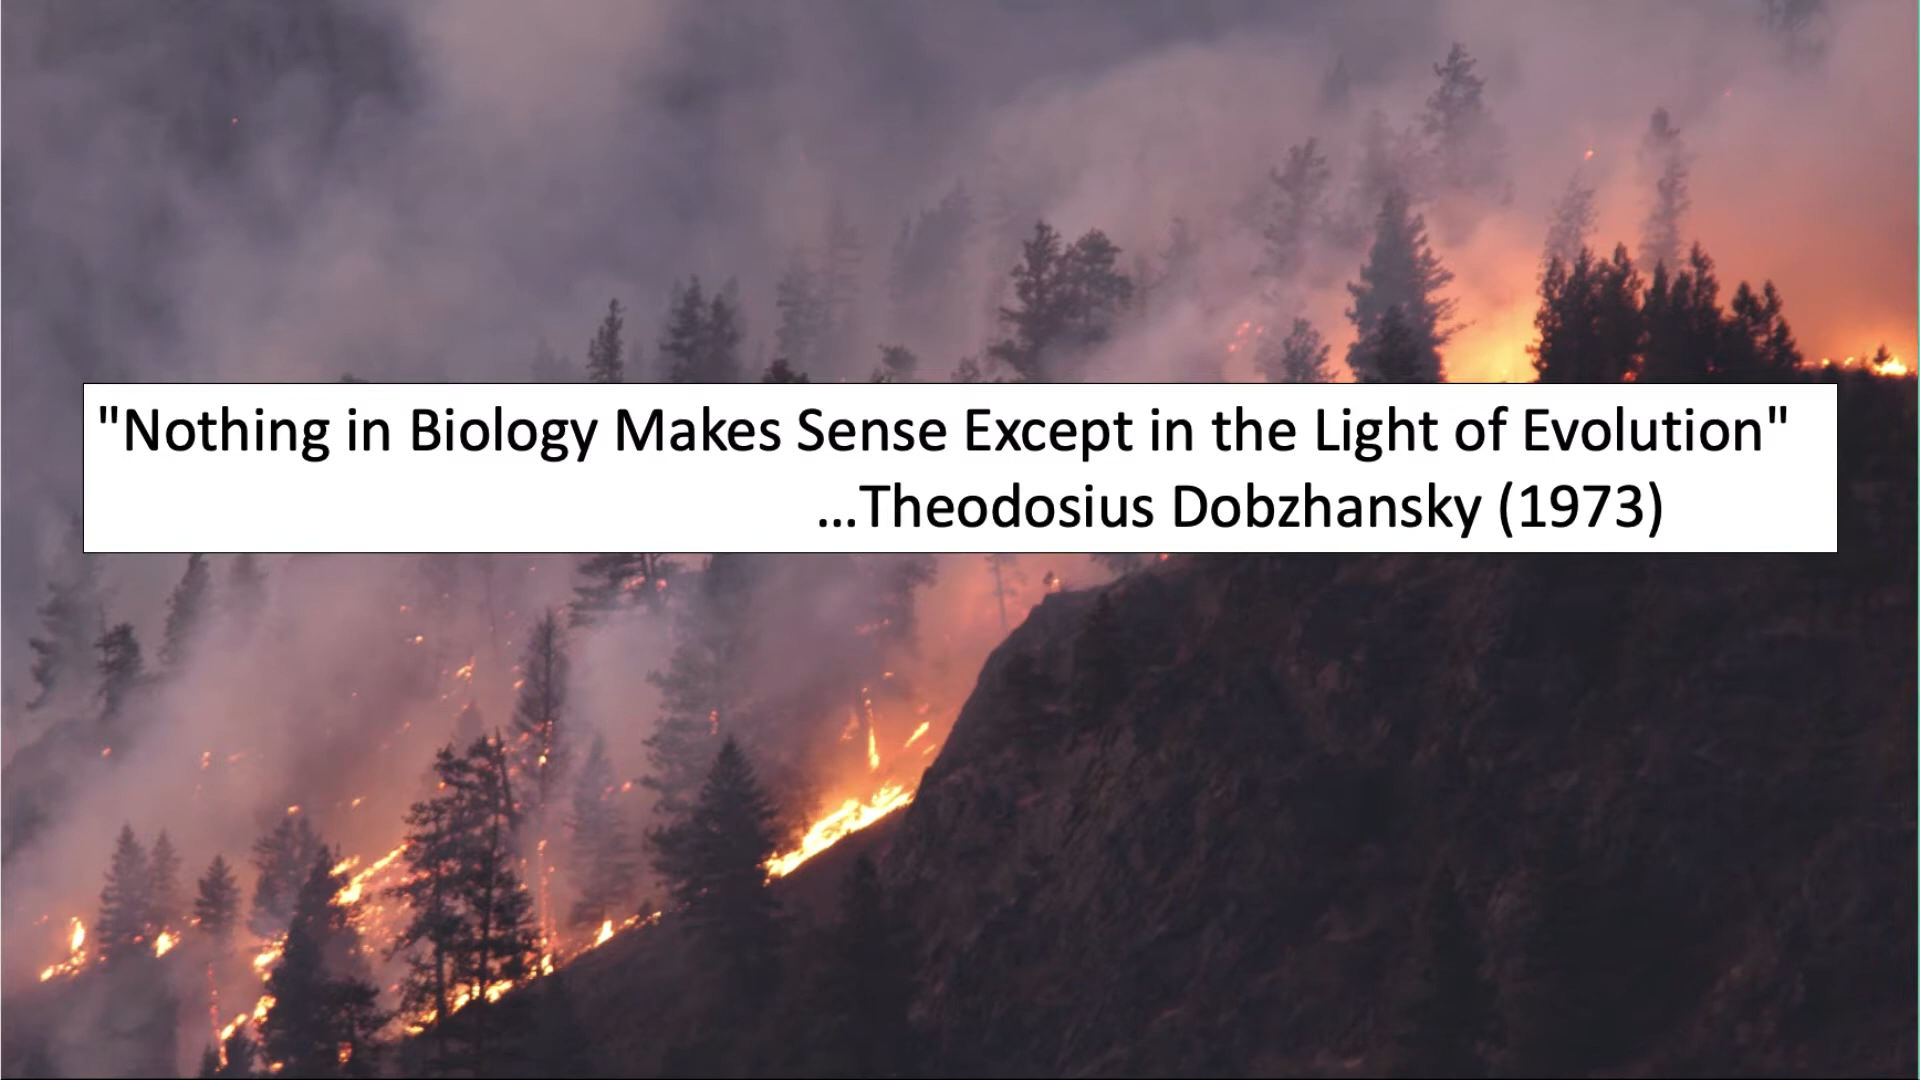 "Nothing in Biology Makes Sense Except in the Light of Evolution"
...Theodosius Dobzhansky (1973)